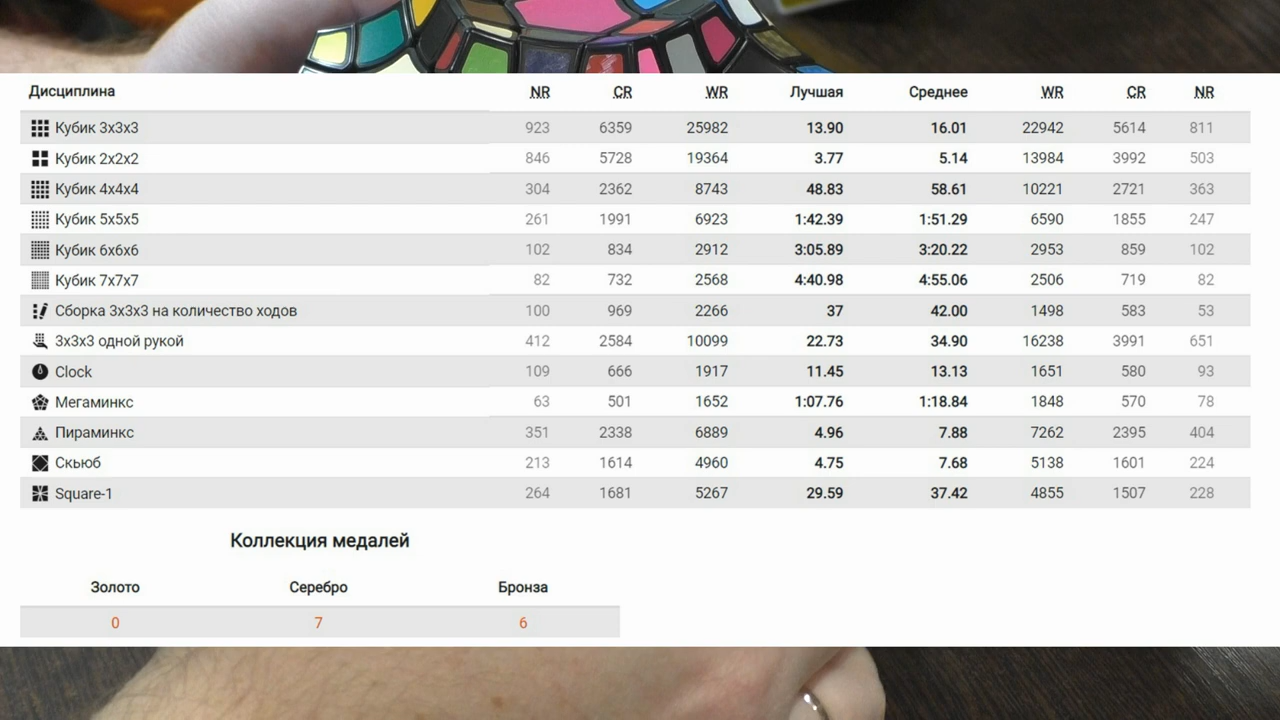 Дисциплина NR CR WR Лучшая Среднее WR CR NR
Кубик 3x3x3 923 6359 25982 13.90 16.01 22942 5614 811
Кубик 2x2x2 846 5728 19364 3.77 5.14 13984 3992 503
Кубик 4x4x4 304 2362 8743 48.83 58.61 10221 2721 363
Кубик 5x5x5 261 1991 6923 1:42.39 1:51.29 6590 1855 247
Кубик 6x6x6 102 834 2912 3:05.89 3:20.22 2953 859 102
Кубик 7x7x7 82 732 2568 4:40.98 4:55.06 2506 719 82
Сборка 3x3x3 на количество ходов 100 969 2266 37 42.00 1498 583 53
3x3x3 одной рукой 412 2584 10099 22.73 34.90 16238 3991 651
Clock 109 666 1917 11.45 13.13 1651 580 93
Мегаминкс 63 501 1652 1:07.76 1:18.84 1848 570 78
Пираминкс 351 2338 6889 4.96 7.88 7262 2395 404
Скьюб 213 1614 4960 4.75 7.68 5138 1601 224
Square-1 264 1681 5267 29.59 37.42 4855 1507 228
Коллекция медалей
Золото Серебро Бронза
0 7 6